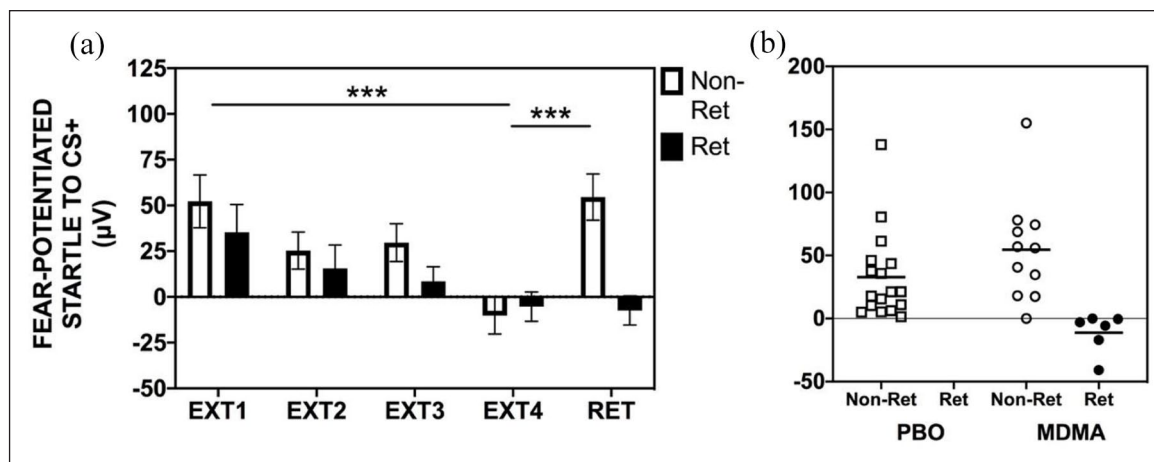 (a)
FEAR-POTENTIATED
STARTLE TO CS+
(µV)
125
100
75
50
25
0
-25
-50
***
***
EXT1 EXT2 EXT3 EXT4 RET
Non-
Ret
Ret
(b)
200
150
100
50
0
-50
Non-Ret Ret Non-Ret Ret
PBO MDMA